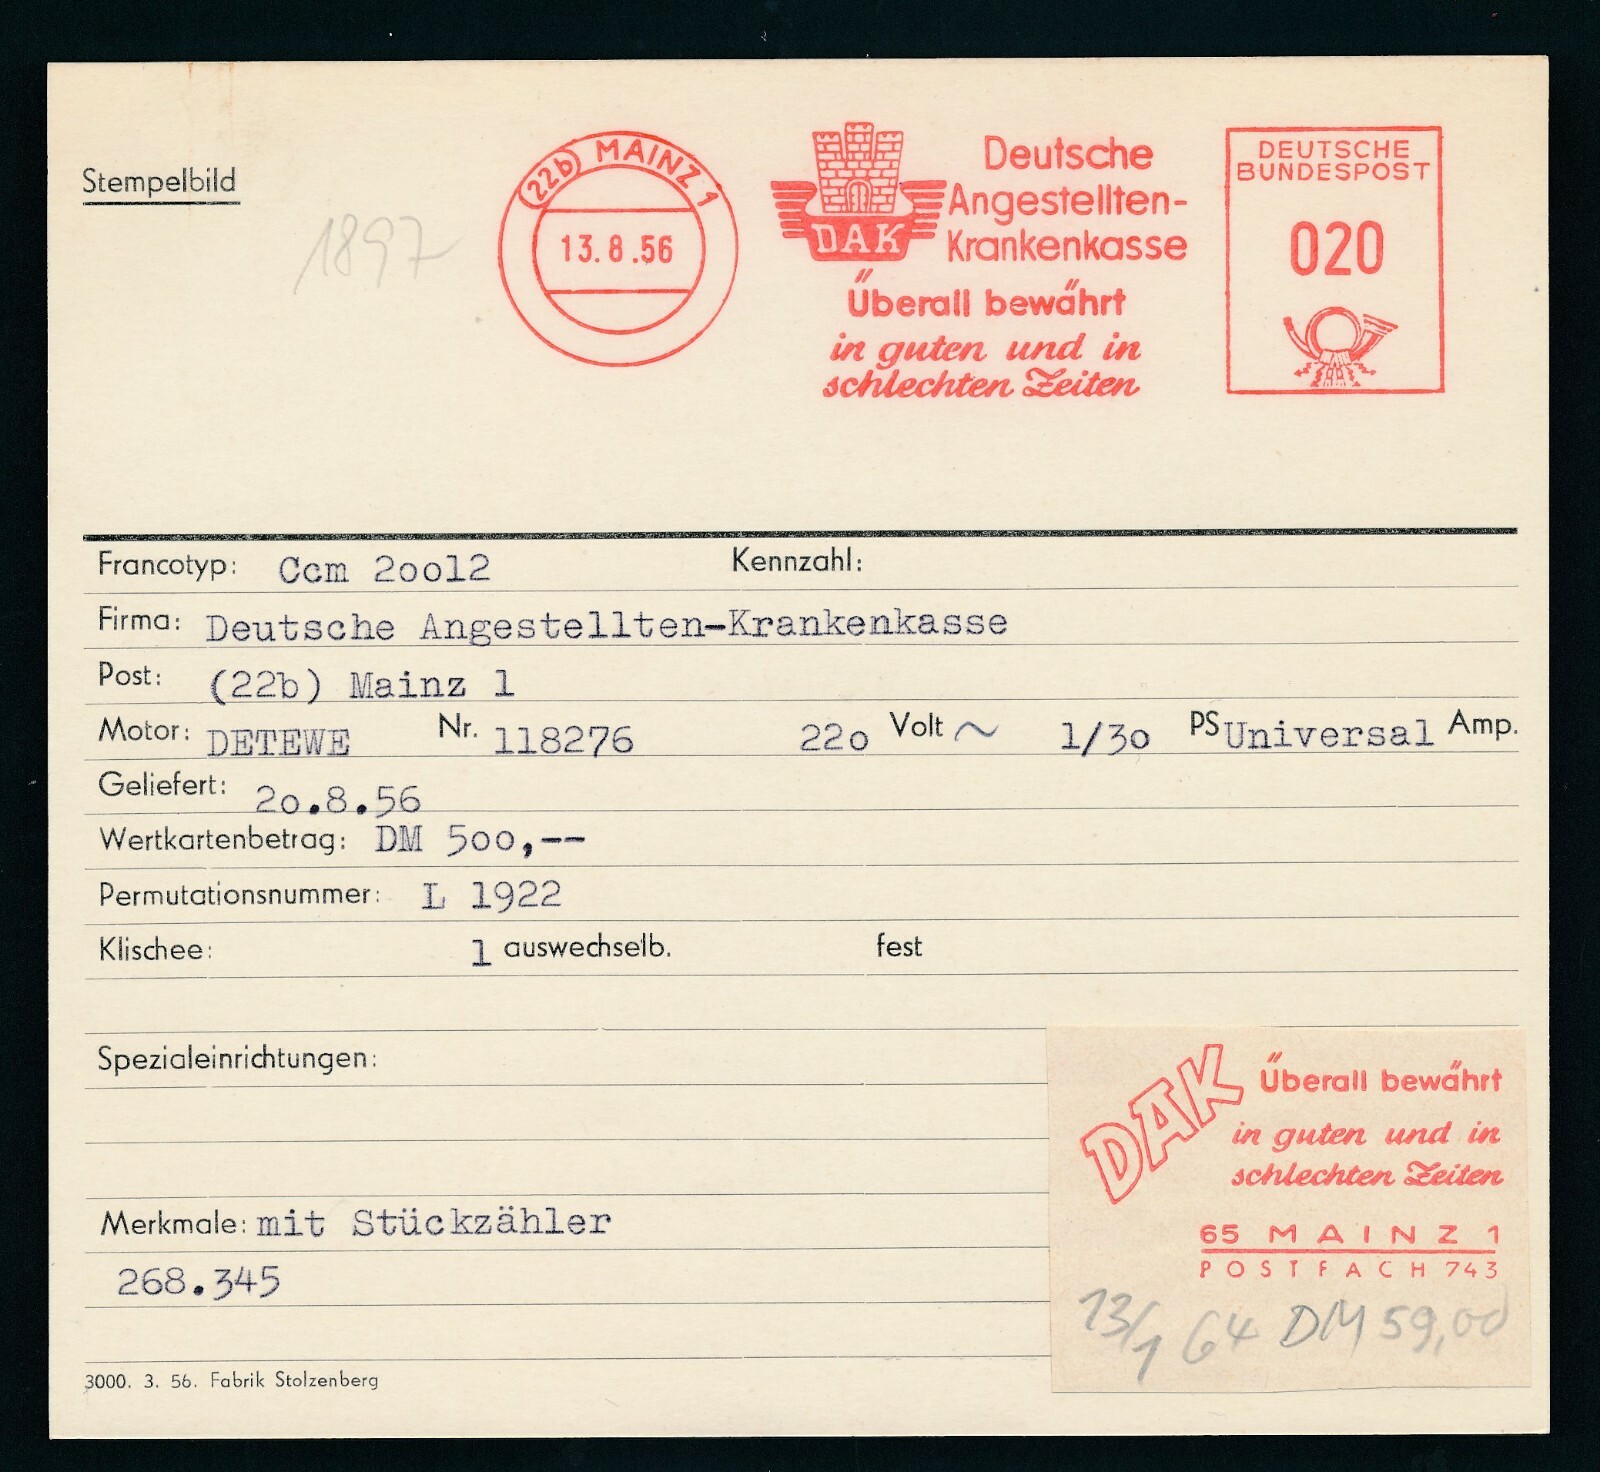 Stempelbild
1897
(22b) MAINZ 1
13.8.56
DAK
Deutsche
Angestellten-
Krankenkasse
Überall bewährt
in guten und in
schlechten Zeiten
DEUTSCHE
BUNDESPOST
020
Francotyp: Ccm 20012 Kennzahl:
Firma: Deutsche Angestellten-Krankenkasse
Post: (22b) Mainz 1
Motor: DETEWE Nr. 118276 220 Volt ~ 1/30 PS Universal Amp.
Geliefert: 20.8.56
Wertkartenbetrag: DM 500,--
Permutationsnummer: L 1922
Klischee: 1 auswechselb. fest
Spezialeinrichtungen:
Merkmale: mit Stückzähler
268.345
3000. 3. 56. Fabrik Stolzenberg
DAK
Überall bewährt
in guten und in
schlechten Zeiten
65 MAINZ 1
POSTFACH 743
13/1 64 DM 59,00